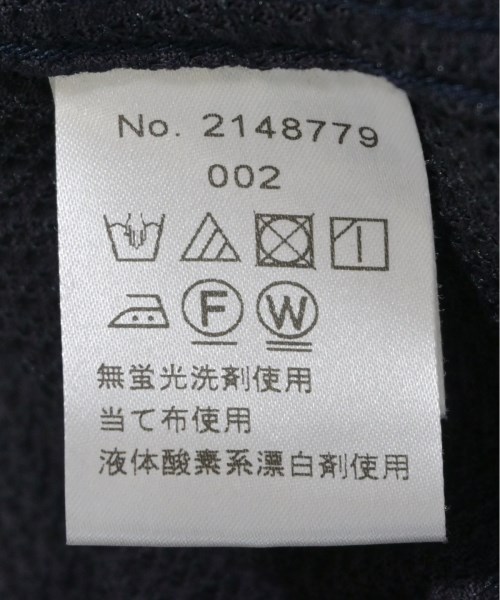 No. 2148779
002
F W
無蛍光洗剤使用
当て布使用
液体酸素系漂白剤使用